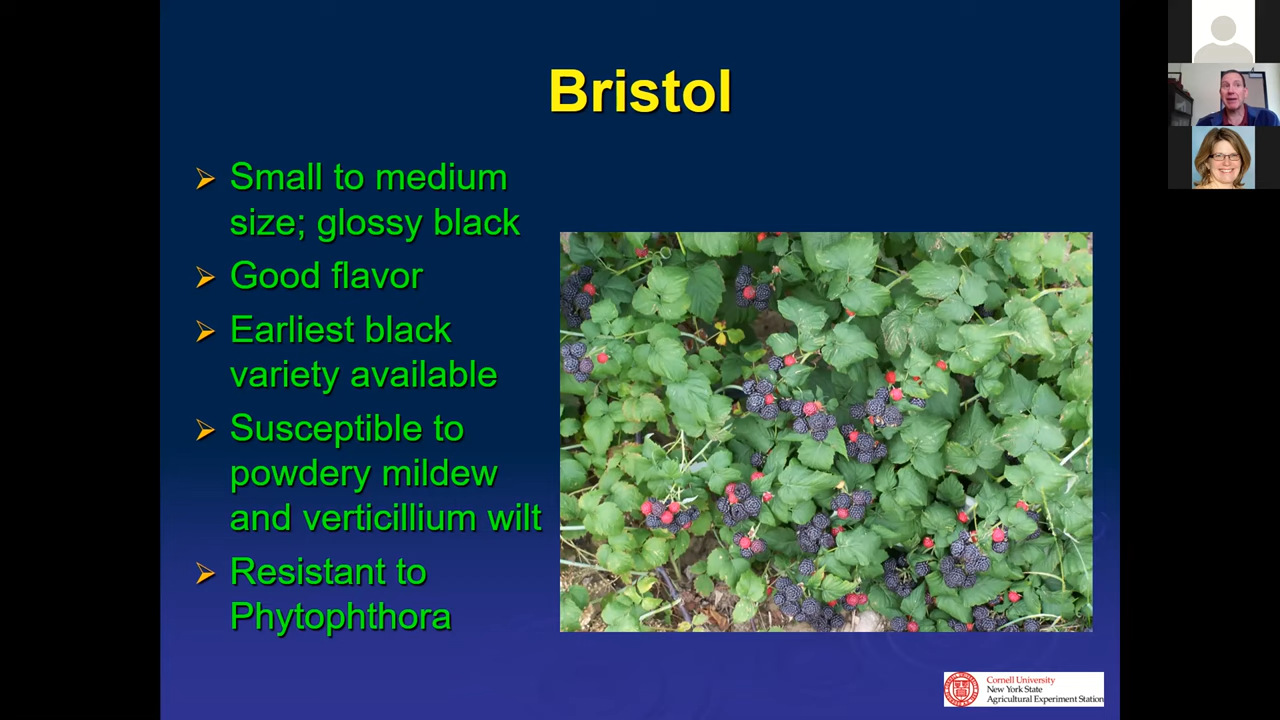 Bristol
Small to medium
size; glossy black
Good flavor
Earliest black
variety available
Susceptible to
powdery mildew
and verticillium wilt
Resistant to
Phytophthora
Cornell University
New York State
Agricultural Experiment Station